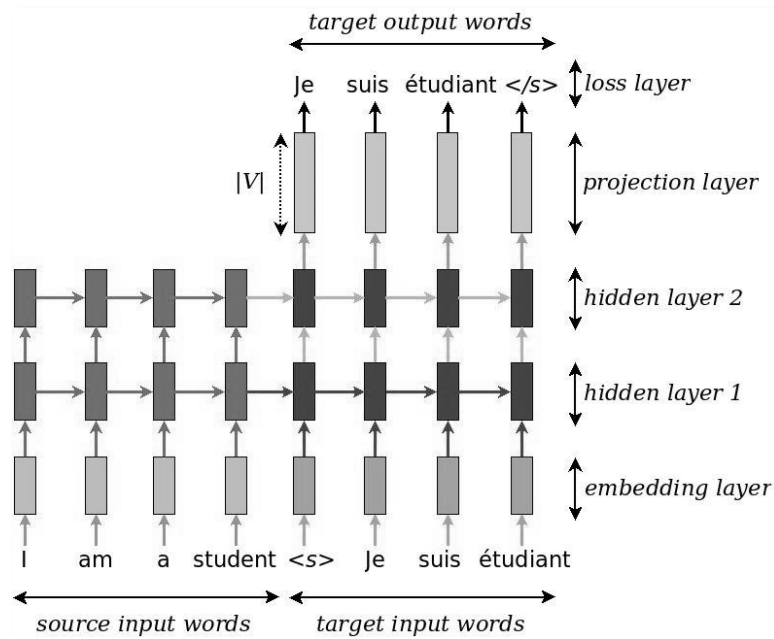 target output words
Je suis étudiant </s> loss layer
|V| projection layer
hidden layer 2
hidden layer 1
embedding layer
I am a student <s> Je suis étudiant
source input words target input words